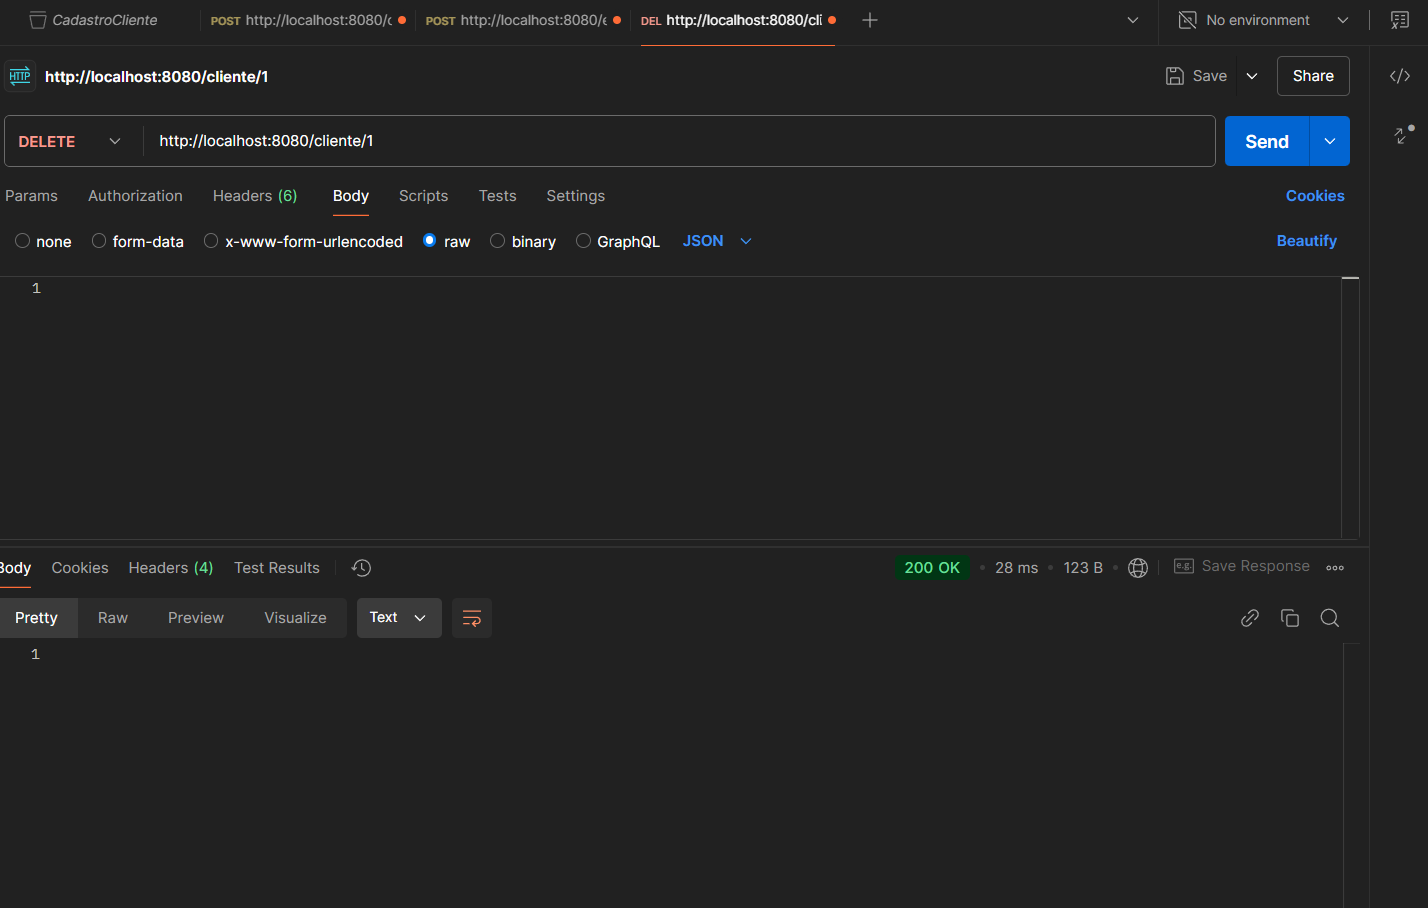 CadastroCliente POST http://localhost:8080/c POST http://localhost:8080/e DEL http://localhost:8080/cli No environment
HTTP http://localhost:8080/cliente/1 Save Share
DELETE http://localhost:8080/cliente/1 Send
Params Authorization Headers (6) Body Scripts Tests Settings Cookies
none form-data x-www-form-urlencoded raw binary GraphQL JSON Beautify
1
Body Cookies Headers (4) Test Results 200 OK 28 ms 123 B e.g. Save Response
Pretty Raw Preview Visualize Text
1